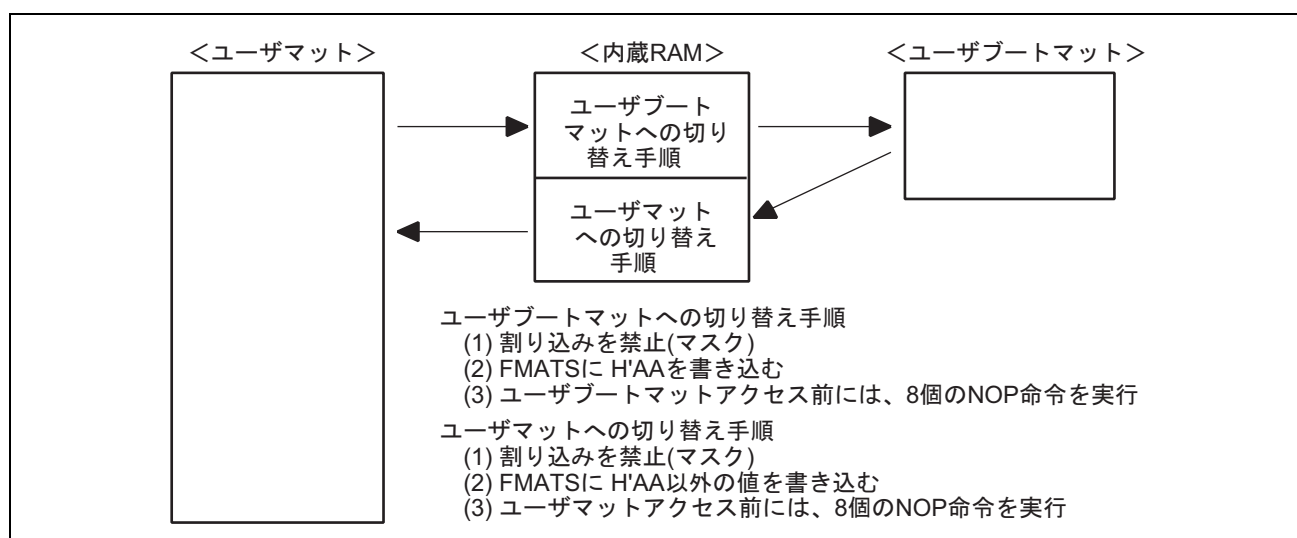 ＜ユーザマット＞
＜内蔵RAM＞
＜ユーザブートマット＞
ユーザブート
マットへの切り
替え手順
ユーザマット
への切り替え
手順
ユーザブートマットへの切り替え手順
(1) 割り込みを禁止(マスク)
(2) FMATSに H'AAを書き込む
(3) ユーザブートマットアクセス前には、8個のNOP命令を実行
ユーザマットへの切り替え手順
(1) 割り込みを禁止(マスク)
(2) FMATSに H'AA以外の値を書き込む
(3) ユーザマットアクセス前には、8個のNOP命令を実行